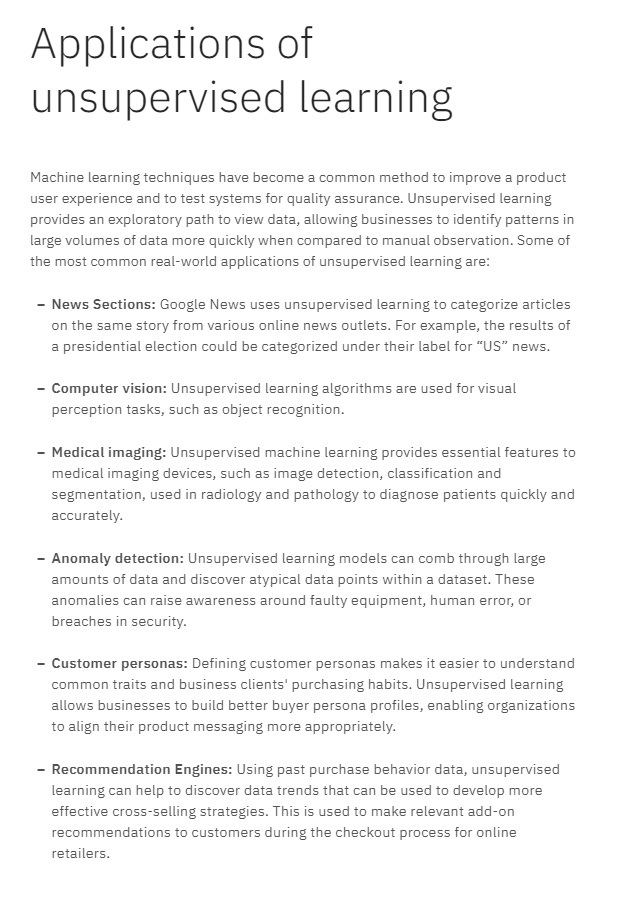 Applications of
unsupervised learning
Machine learning techniques have become a common method to improve a product
user experience and to test systems for quality assurance. Unsupervised learning
provides an exploratory path to view data, allowing businesses to identify patterns in
large volumes of data more quickly when compared to manual observation. Some of
the most common real-world applications of unsupervised learning are:
– News Sections: Google News uses unsupervised learning to categorize articles
on the same story from various online news outlets. For example, the results of
a presidential election could be categorized under their label for “US” news.
– Computer vision: Unsupervised learning algorithms are used for visual
perception tasks, such as object recognition.
– Medical imaging: Unsupervised machine learning provides essential features to
medical imaging devices, such as image detection, classification and
segmentation, used in radiology and pathology to diagnose patients quickly and
accurately.
– Anomaly detection: Unsupervised learning models can comb through large
amounts of data and discover atypical data points within a dataset. These
anomalies can raise awareness around faulty equipment, human error, or
breaches in security.
– Customer personas: Defining customer personas makes it easier to understand
common traits and business clients' purchasing habits. Unsupervised learning
allows businesses to build better buyer persona profiles, enabling organizations
to align their product messaging more appropriately.
– Recommendation Engines: Using past purchase behavior data, unsupervised
learning can help to discover data trends that can be used to develop more
effective cross-selling strategies. This is used to make relevant add-on
recommendations to customers during the checkout process for online
retailers.